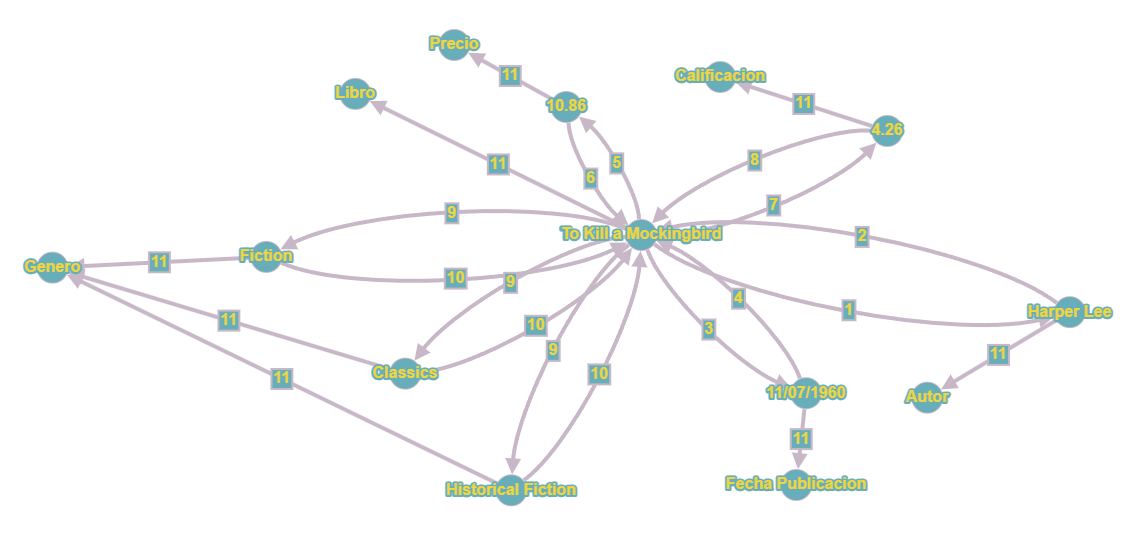 Precio
11
Calificacion
Libro
10.86
11
4.26
11
5
8
6
7
9
To Kill a Mockingbird
2
Fiction
11
Genero
10
9
4
1
Harper Lee
11
10
3
9
11
Classics
11
10
11/07/1960
Autor
11
Historical Fiction
Fecha Publicacion